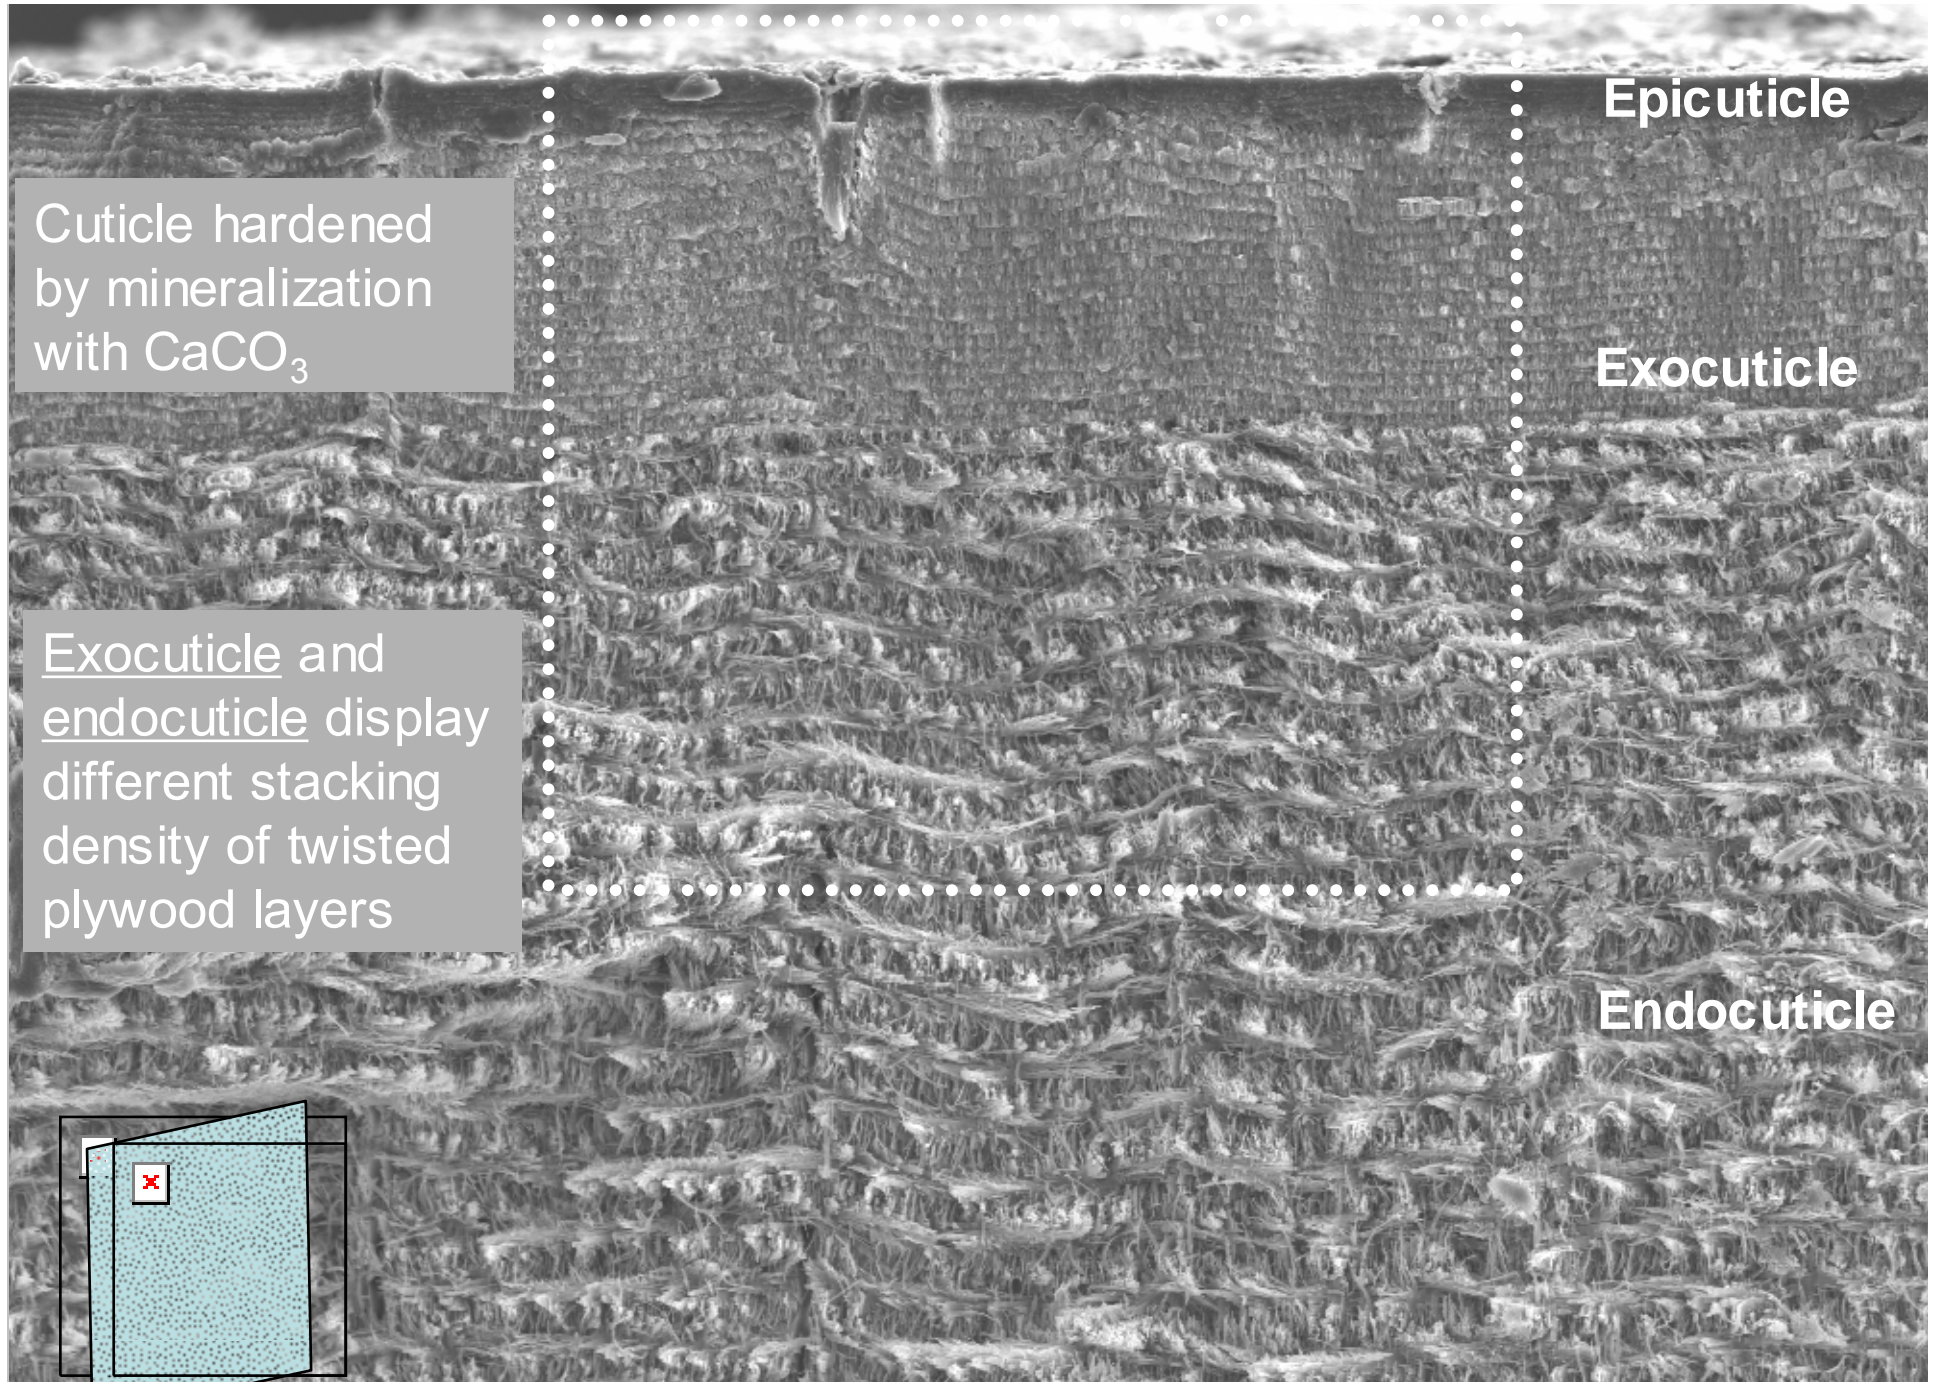 Epicuticle
Cuticle hardened
by mineralization
with CaCO₃
Exocuticle
Exocuticle and
endocuticle display
different stacking
density of twisted
plywood layers
Endocuticle